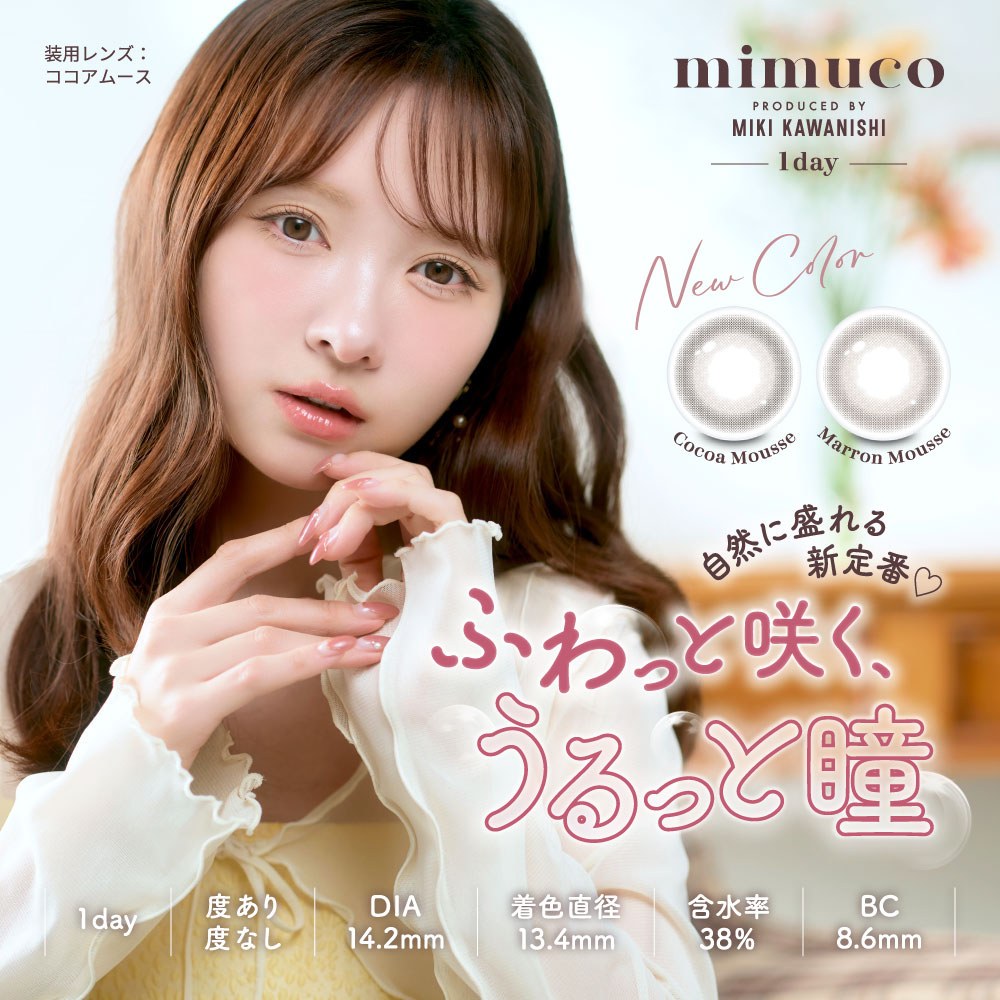 装用レンズ：
ココアムース
mimuco
PRODUCED BY
MIKI KAWANISHI
1day
New Color
Cocoa Mousse
Marron Mousse
自然に盛れる
新定番♡
ふわっと咲く、
うるっと瞳
1day
度あり
度なし
DIA
14.2mm
着色直径
13.4mm
含水率
38%
BC
8.6mm